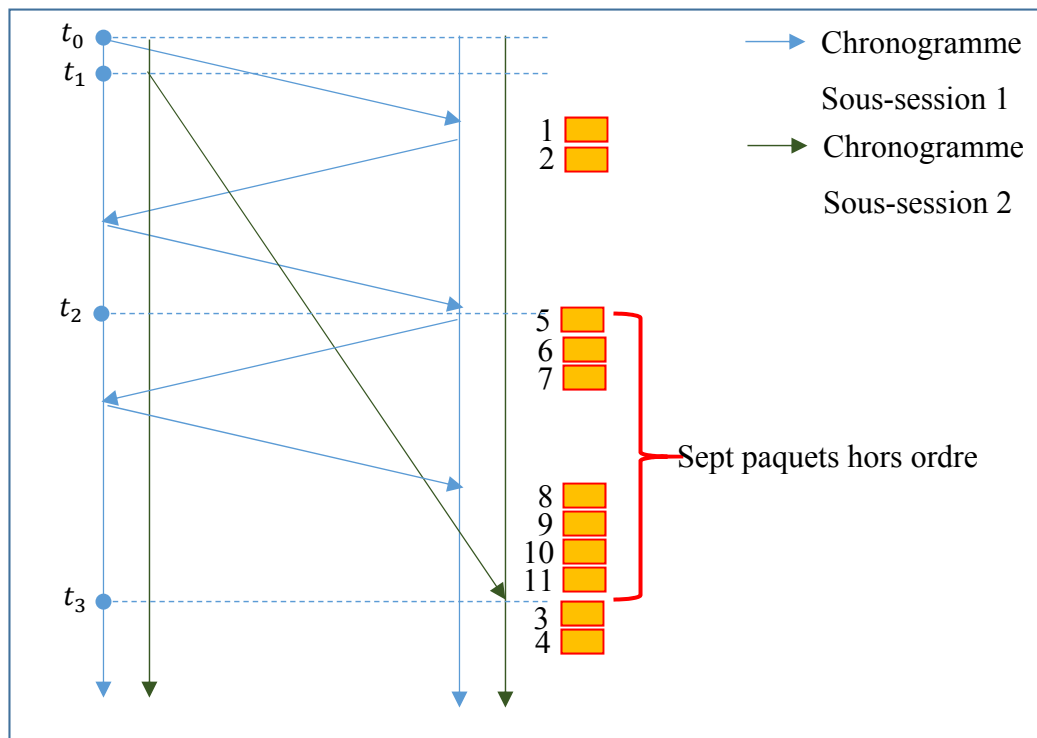 t₀
t₁
t₂
t₃
1
2
5
6
7
8
9
10
11
3
4
Sept paquets hors ordre
Chronogramme
Sous-session 1
Chronogramme
Sous-session 2